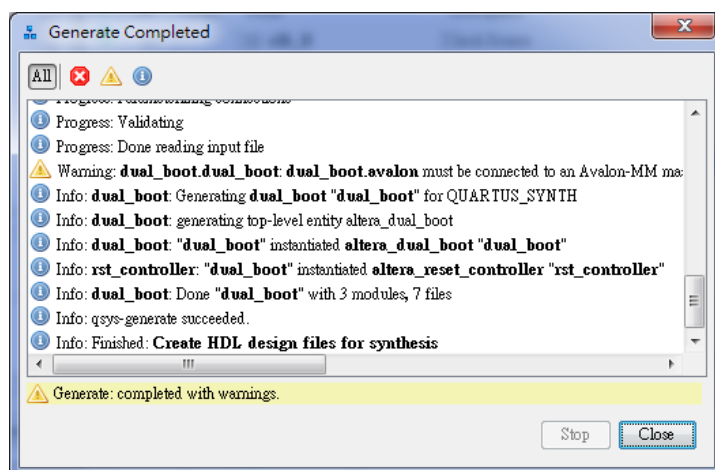 Generate Completed
All
Progress: Parameterizing connections
Progress: Validating
Progress: Done reading input file
Warning: dual_boot.dual_boot: dual_boot.avalon must be connected to an Avalon-MM ma
Info: dual_boot: Generating dual_boot "dual_boot" for QUARTUS_SYNTH
Info: dual_boot: generating top-level entity altera_dual_boot
Info: dual_boot: "dual_boot" instantiated altera_dual_boot "dual_boot"
Info: rst_controller: "dual_boot" instantiated altera_reset_controller "rst_controller"
Info: dual_boot: Done "dual_boot" with 3 modules, 7 files
Info: qsys-generate succeeded.
Info: Finished: Create HDL design files for synthesis
Generate: completed with warnings.
Stop Close